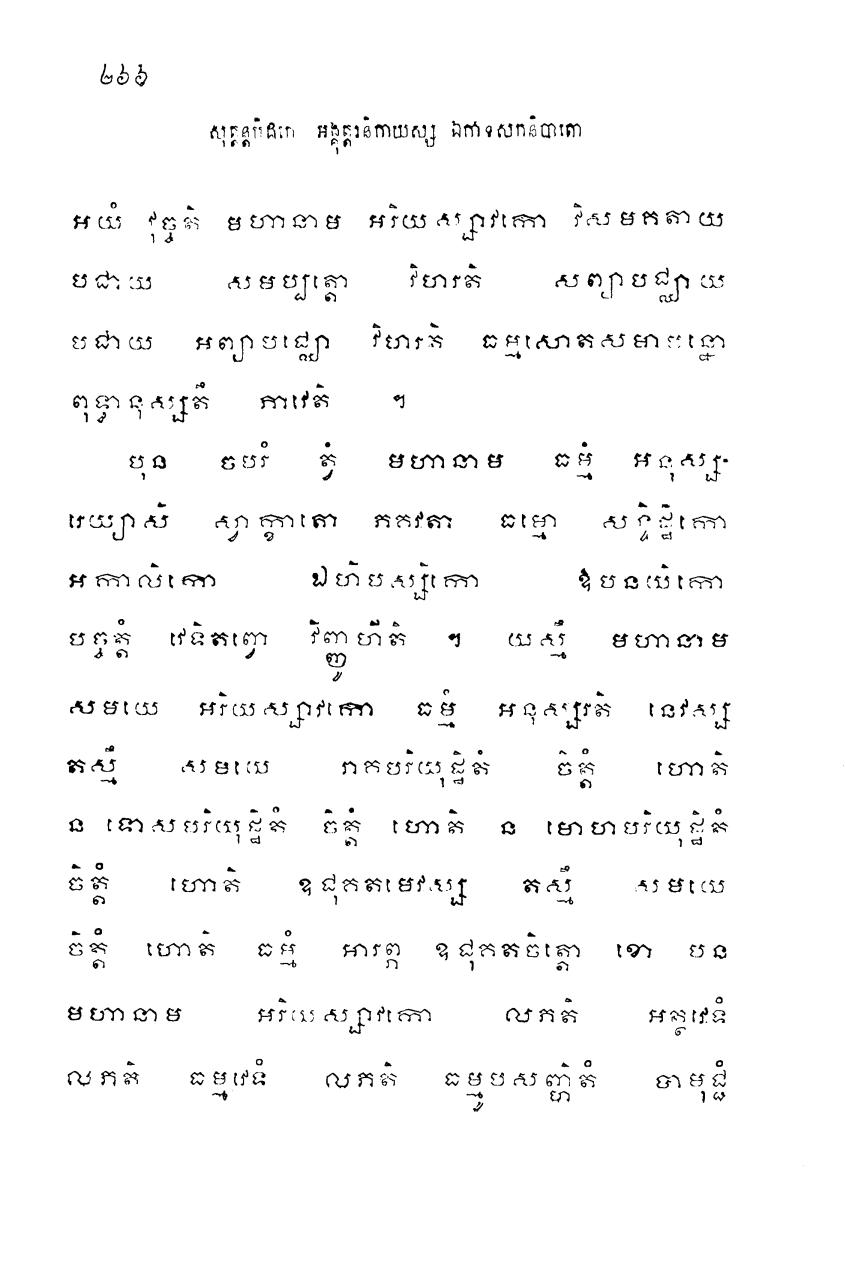 ២៦៦
សុត្តន្តបិដកេ អង្គុត្តរនិកាយស្ស ឯកាទសកនិបាតោ
អយំ វុច្ចតិ មហានាម អរិយស្សាវកោ វិសមគតាយ
បជាយ សមប្បត្តោ វិហរតិ សព្យាបជ្ឈាយ
បជាយ អព្យាបជ្ឈោ វិហរតិ ធម្មសោតសមាបន្នោ
ពុទ្ធានុស្សតឹ ភាវេតិ ។
បុន ចបរំ ត្វំ មហានាម ធម្មំ អនុស្ស-
រេយ្យាសិ ស្វាក្ខាតោ ភគវតា ធម្មោ សន្ទិដ្ឋិកោ
អកាលិកោ ឯហិបស្សិកោ ឱបនយិកោ
បច្ចត្តំ វេទិតព្វោ វិញ្ញូហីតិ ។ យស្មឹ មហានាម
សមយេ អរិយស្សាវកោ ធម្មំ អនុស្សរតិ នេវស្ស
តស្មឹ សមយេ រាគបរិយុដ្ឋិតំ ចិត្តំ ហោតិ
ន ទោសបរិយុដ្ឋិតំ ចិត្តំ ហោតិ ន មោហបរិយុដ្ឋិតំ
ចិត្តំ ហោតិ ឧជុគតមេវស្ស តស្មឹ សមយេ
ចិត្តំ ហោតិ ធម្មំ អារព្ភ ឧជុគតចិត្តោ ខោ បន
មហានាម អរិយស្សាវកោ លភតិ អត្ថវេទំ
លភតិ ធម្មវេទំ លភតិ ធម្មូបសញ្ហិតំ បាមុជ្ជំ